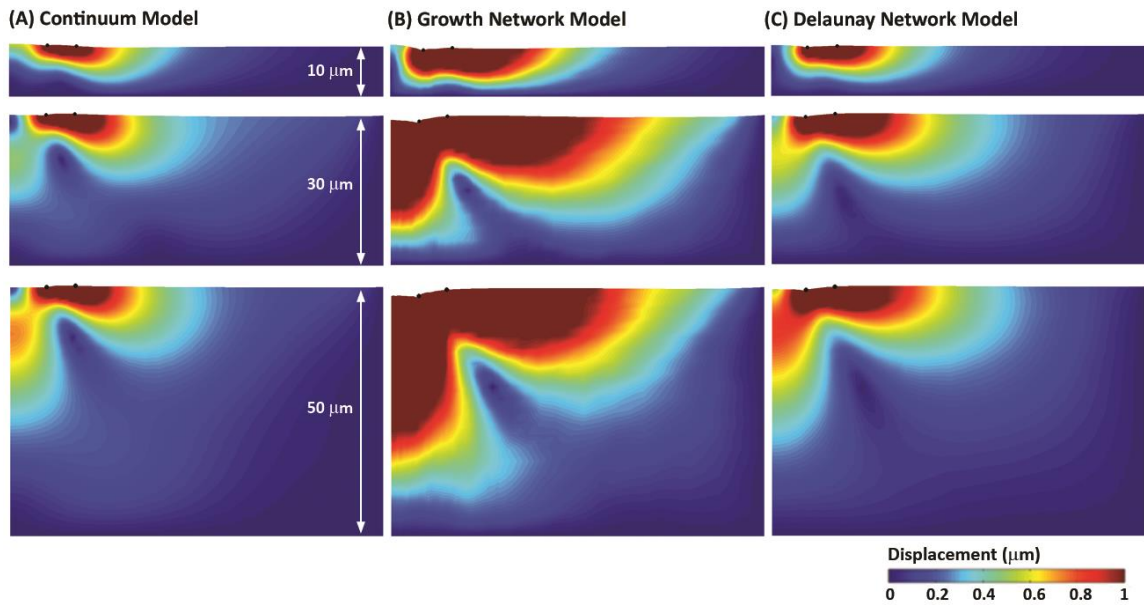 (A) Continuum Model
(B) Growth Network Model
(C) Delaunay Network Model
10 μm
30 μm
50 μm
Displacement (μm)
0 0.2 0.4 0.6 0.8 1